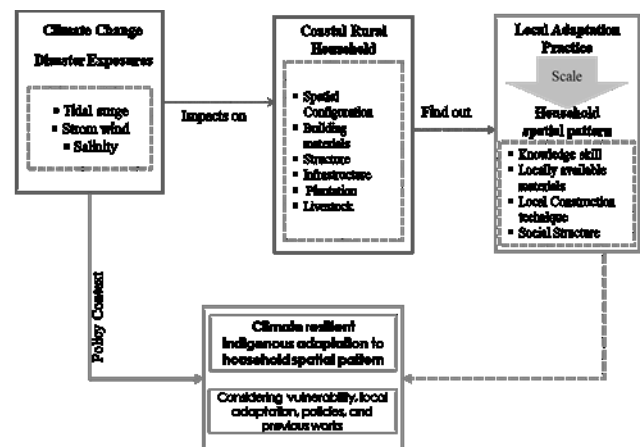 Climate Change
Disaster Exposures
▪ Tidal surge
▪ Strom wind
▪ Salinity
Impacts on
Coastal Rural
Household
▪ Spatial
Configuration
▪ Building
materials
▪ Structure
▪ Infrastructure
▪ Plantation
▪ Livestock
Find out
Local Adaptation
Practice
Scale
Household
spatial pattern
▪ Knowledge skill
▪ Locally available
materials
▪ Local Construction
technique
▪ Social Structure
Policy Context
Climate resilient
Indigenous adaptation to
household spatial pattern
Considering vulnerability, local
adaptation, policies, and
previous works